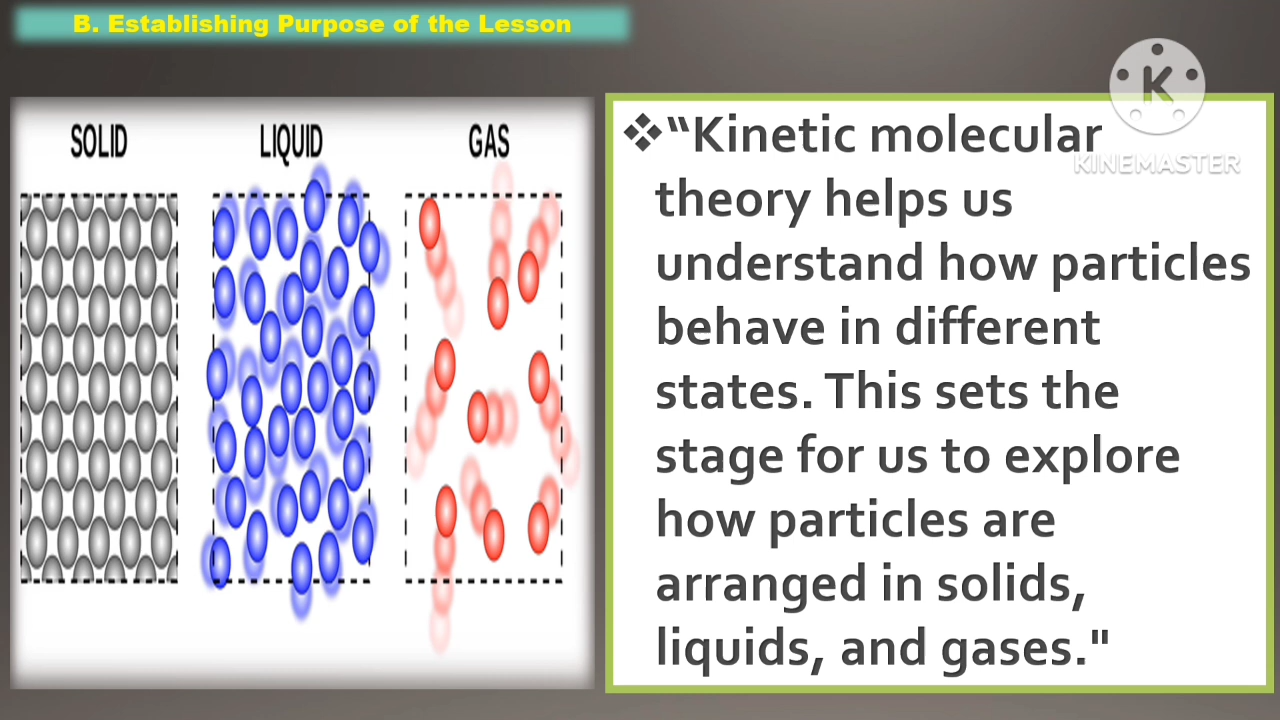 B. Establishing Purpose of the Lesson
SOLID
LIQUID
GAS
❖“Kinetic molecular
theory helps us
understand how particles
behave in different
states. This sets the
stage for us to explore
how particles are
arranged in solids,
liquids, and gases."
K
KINEMASTER